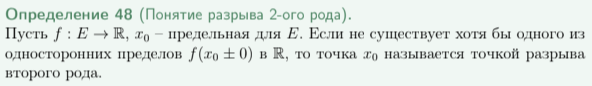 Определение 48 (Понятие разрыва 2-ого рода).
Пусть f : E → ℝ, x₀ – предельная для E. Если не существует хотя бы одного из
односторонних пределов f(x₀ ± 0) в ℝ, то точка x₀ называется точкой разрыва
второго рода.